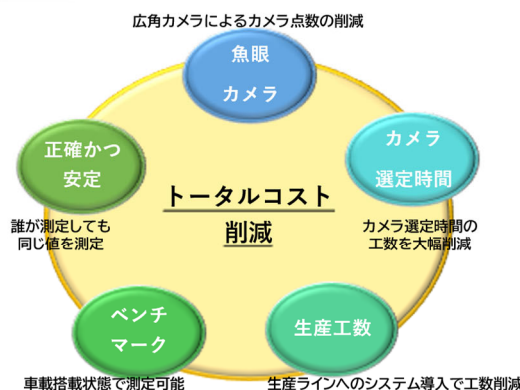 広角カメラによるカメラ点数の削減
魚眼
カメラ
カメラ
選定時間
カメラ選定時間の
工数を大幅削減
正確かつ
安定
誰が測定しても
同じ値を測定
トータルコスト
削減
ベンチ
マーク
車載搭載状態で測定可能
生産工数
生産ラインへのシステム導入で工数削減